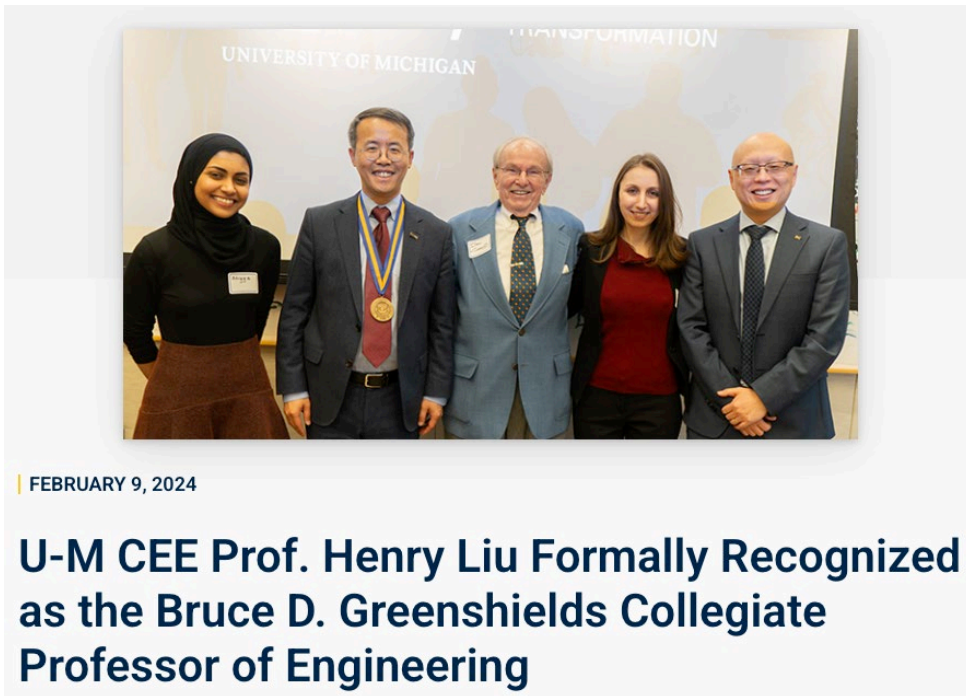 TRANSFORMATION
UNIVERSITY OF MICHIGAN
FEBRUARY 9, 2024
U-M CEE Prof. Henry Liu Formally Recognized
as the Bruce D. Greenshields Collegiate
Professor of Engineering